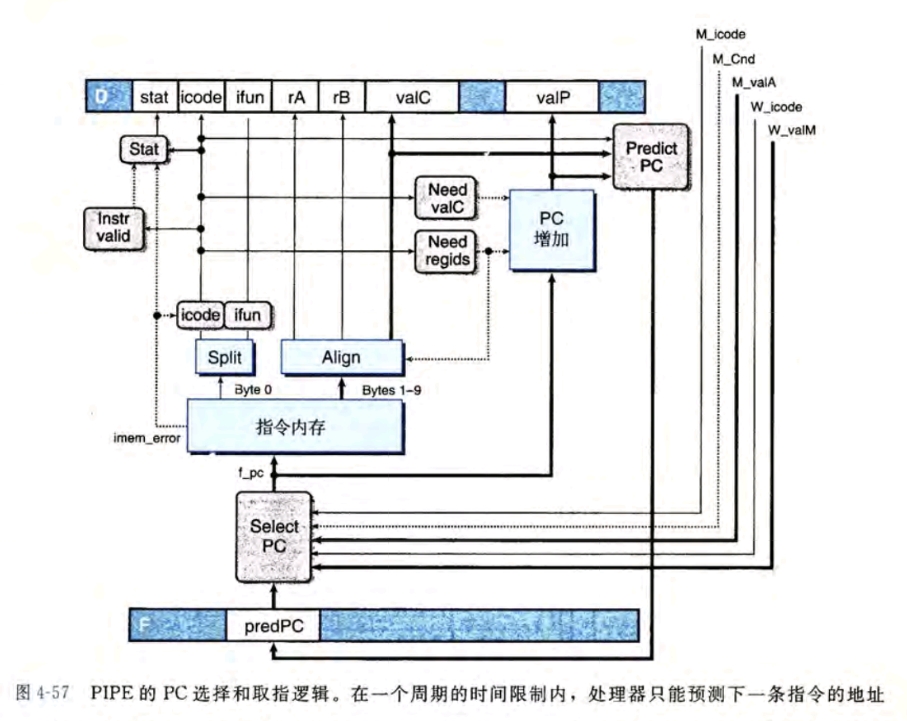 M_icode
M_Cnd
M_valA
W_icode
W_valM
D stat icode ifun rA rB valC valP
Stat
Predict
PC
Need
valC
Instr
valid
PC
增加
Need
regids
icode ifun
Split
Align
Byte 0
Bytes 1-9
指令内存
imem_error
f_pc
Select
PC
F predPC
图 4-57 PIPE 的 PC 选择和取指逻辑。在一个周期的时间限制内，处理器只能预测下一条指令的地址